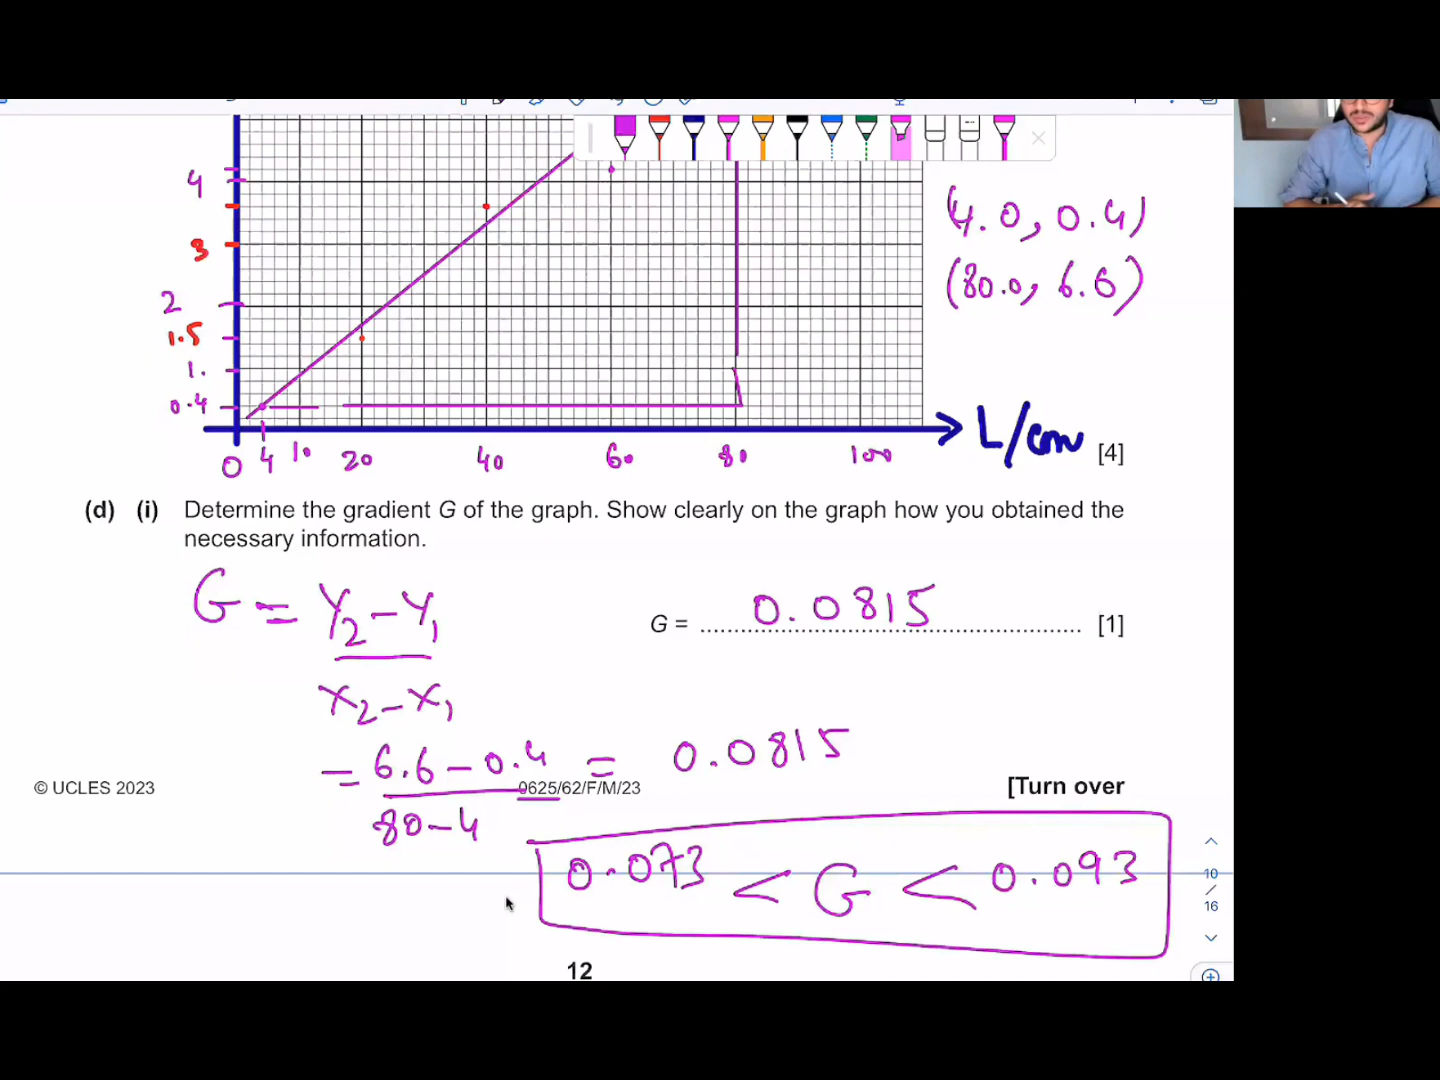 4
3
2
1.5
1.
0.4
(4.0, 0.4)
(80.0, 6.6)
0 4 10 20 40 60 80 100
L/cm [4]
(d) (i) Determine the gradient G of the graph. Show clearly on the graph how you obtained the
necessary information.
G = Y2 – Y1
X2 – X1
G = 0.0815 [1]
= 6.6 – 0.4 = 0.0815
80 – 4
© UCLES 2023 0625/62/F/M/23 [Turn over
0.073 < G < 0.093
10
/
16
12